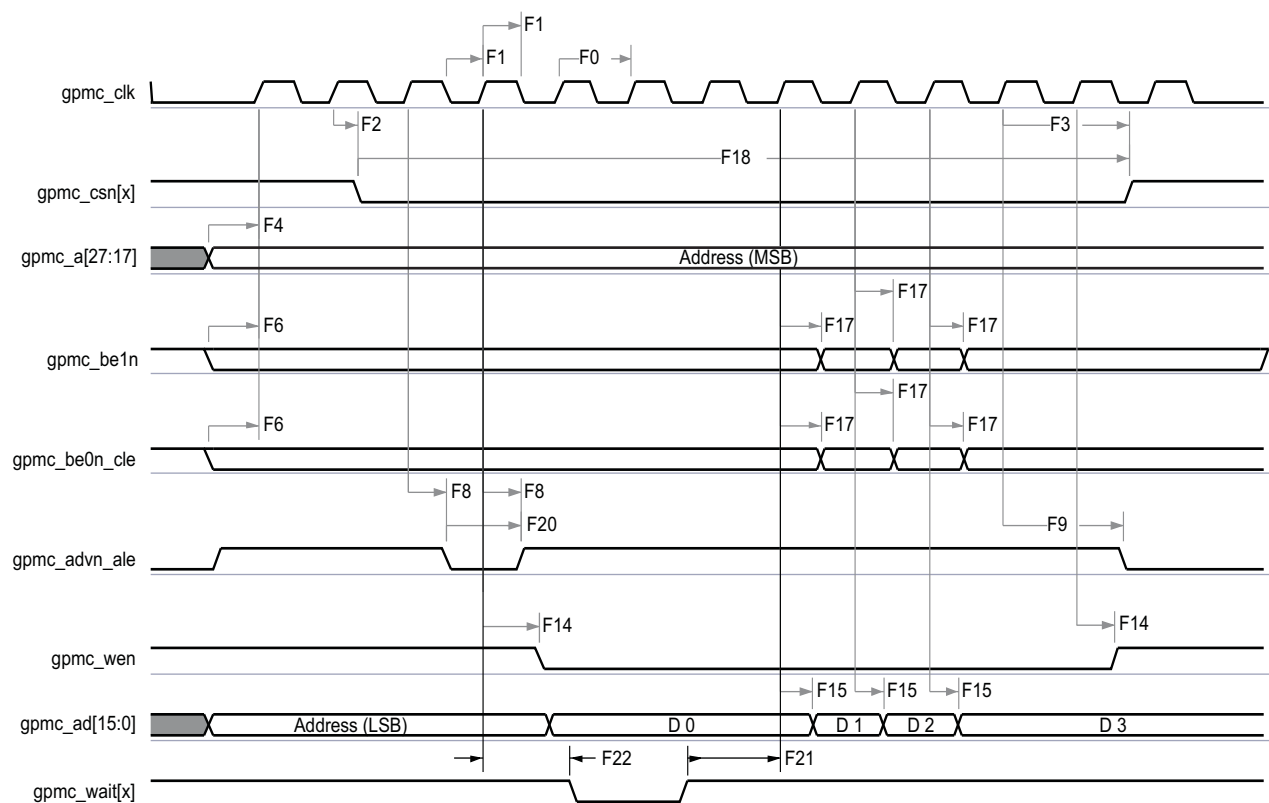 F1
F1
F0
gpmc_clk
F2
F3
F18
gpmc_csn[x]
F4
gpmc_a[27:17]
Address (MSB)
F17
F6
F17
F17
gpmc_be1n
F17
F6
F17
F17
gpmc_be0n_cle
F8
F8
F20
F9
gpmc_advn_ale
F14
F14
gpmc_wen
F15
F15
F15
gpmc_ad[15:0]
Address (LSB)
D 0
D 1
D 2
D 3
F22
F21
gpmc_wait[x]